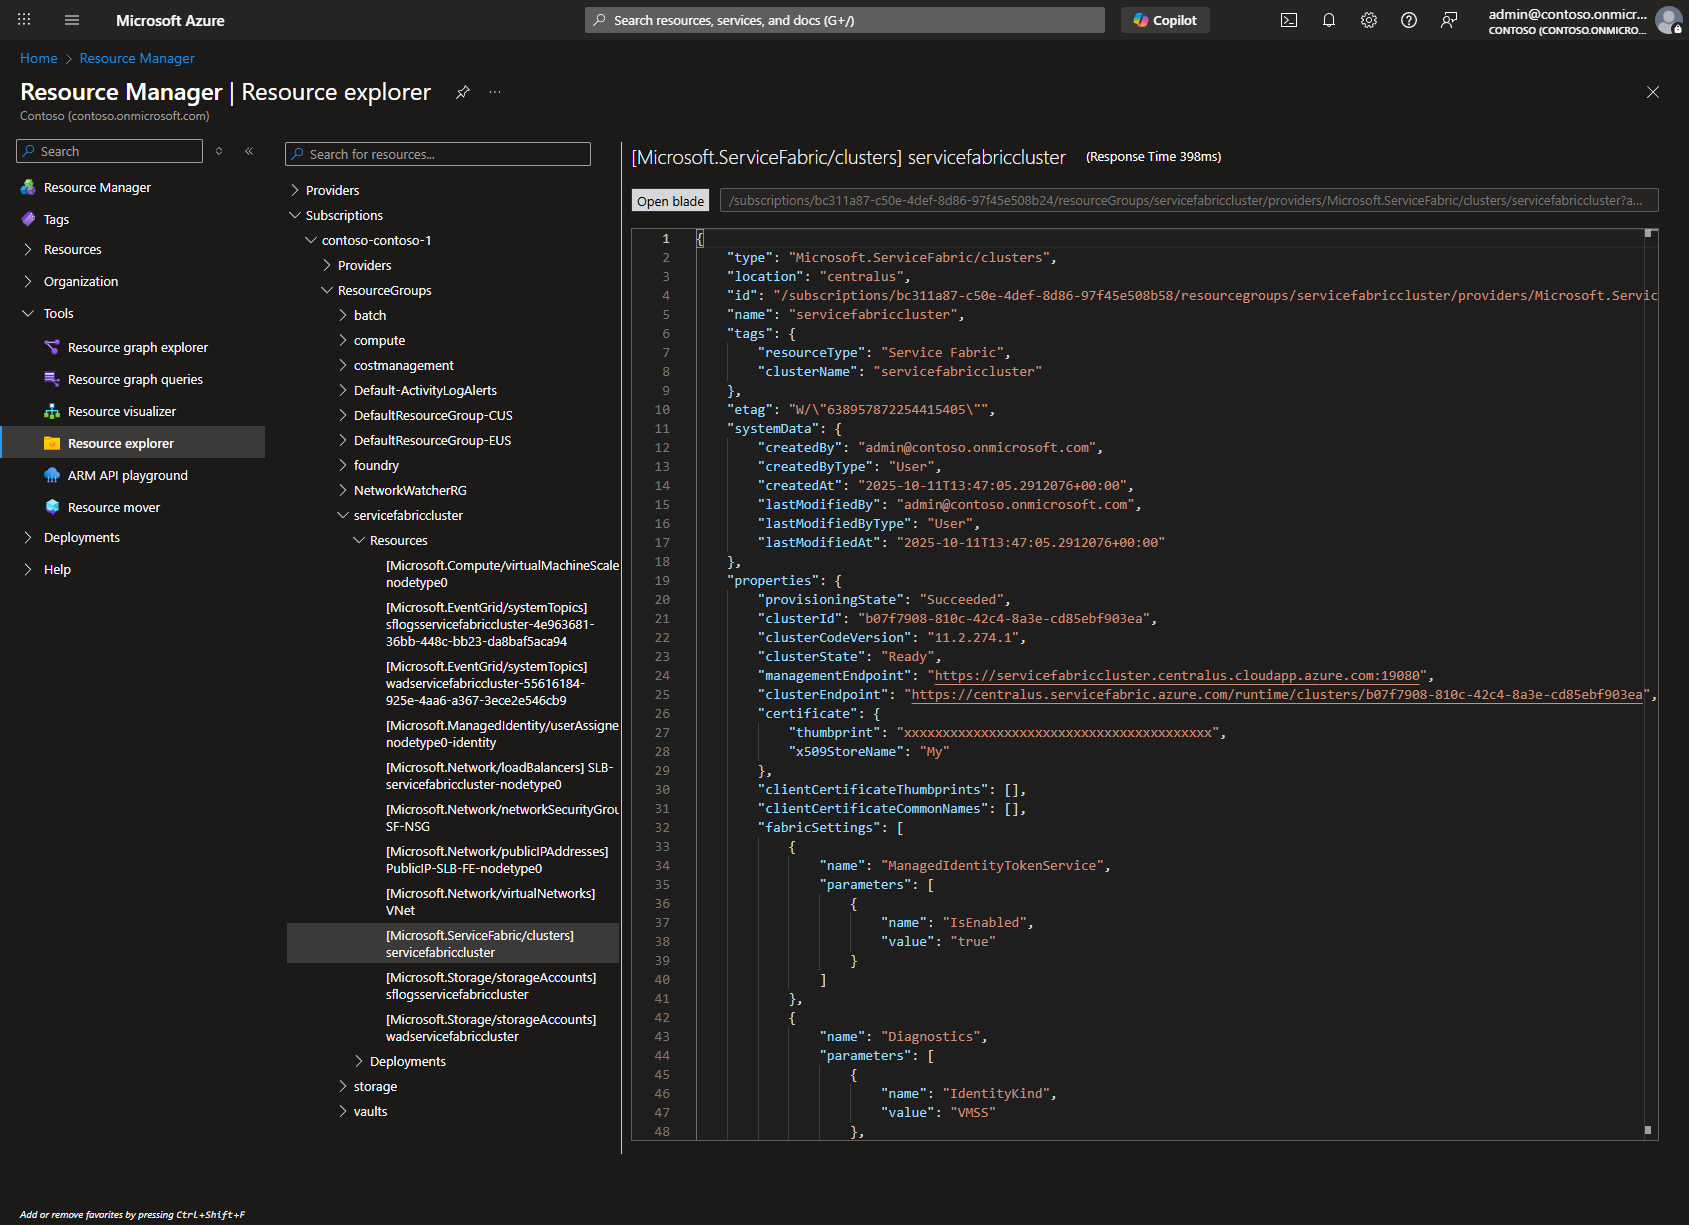 Microsoft Azure
Search resources, services, and docs (G+/)
Copilot
admin@contoso.onmicr...
CONTOSO (CONTOSO.ONMICRO...
Home > Resource Manager
Resource Manager | Resource explorer
Contoso (contoso.onmicrosoft.com)
Search
Resource Manager
Tags
Resources
Organization
Tools
Resource graph explorer
Resource graph queries
Resource visualizer
Resource explorer
ARM API playground
Resource mover
Deployments
Help
Add or remove favorites by pressing Ctrl+Shift+F
Search for resources...
Providers
Subscriptions
contoso-contoso-1
Providers
ResourceGroups
batch
compute
costmanagement
Default-ActivityLogAlerts
DefaultResourceGroup-CUS
DefaultResourceGroup-EUS
foundry
NetworkWatcherRG
servicefabriccluster
Resources
[Microsoft.Compute/virtualMachineScale
nodetype0
[Microsoft.EventGrid/systemTopics]
sflogsservicefabriccluster-4e963681-
36bb-448c-bb23-da8baf5aca94
[Microsoft.EventGrid/systemTopics]
wadservicefabriccluster-55616184-
925e-4aa6-a367-3ece2e546cb9
[Microsoft.ManagedIdentity/userAssigne
nodetype0-identity
[Microsoft.Network/loadBalancers] SLB-
servicefabriccluster-nodetype0
[Microsoft.Network/networkSecurityGrou
SF-NSG
[Microsoft.Network/publicIPAddresses]
PublicIP-SLB-FE-nodetype0
[Microsoft.Network/virtualNetworks]
VNet
[Microsoft.ServiceFabric/clusters]
servicefabriccluster
[Microsoft.Storage/storageAccounts]
sflogsservicefabriccluster
[Microsoft.Storage/storageAccounts]
wadservicefabriccluster
Deployments
storage
vaults
[Microsoft.ServiceFabric/clusters] servicefabriccluster (Response Time 398ms)
Open blade
/subscriptions/bc311a87-c50e-4def-8d86-97f45e508b24/resourceGroups/servicefabriccluster/providers/Microsoft.ServiceFabric/clusters/servicefabriccluster?a...
1 {
2 "type": "Microsoft.ServiceFabric/clusters",
3 "location": "centralus",
4 "id": "/subscriptions/bc311a87-c50e-4def-8d86-97f45e508b58/resourcegroups/servicefabriccluster/providers/Microsoft.Servic
5 "name": "servicefabriccluster",
6 "tags": {
7 "resourceType": "Service Fabric",
8 "clusterName": "servicefabriccluster"
9 },
10 "etag": "W/\"638957872254415405\"",
11 "systemData": {
12 "createdBy": "admin@contoso.onmicrosoft.com",
13 "createdByType": "User",
14 "createdAt": "2025-10-11T13:47:05.2912076+00:00",
15 "lastModifiedBy": "admin@contoso.onmicrosoft.com",
16 "lastModifiedByType": "User",
17 "lastModifiedAt": "2025-10-11T13:47:05.2912076+00:00"
18 },
19 "properties": {
20 "provisioningState": "Succeeded",
21 "clusterId": "b07f7908-810c-42c4-8a3e-cd85ebf903ea",
22 "clusterCodeVersion": "11.2.274.1",
23 "clusterState": "Ready",
24 "managementEndpoint": "https://servicefabriccluster.centralus.cloudapp.azure.com:19080",
25 "clusterEndpoint": "https://centralus.servicefabric.azure.com/runtime/clusters/b07f7908-810c-42c4-8a3e-cd85ebf903ea",
26 "certificate": {
27 "thumbprint": "xxxxxxxxxxxxxxxxxxxxxxxxxxxxxxxxxxxxxxxx",
28 "x509StoreName": "My"
29 },
30 "clientCertificateThumbprints": [],
31 "clientCertificateCommonNames": [],
32 "fabricSettings": [
33 {
34 "name": "ManagedIdentityTokenService",
35 "parameters": [
36 {
37 "name": "IsEnabled",
38 "value": "true"
39 }
40 ]
41 },
42 {
43 "name": "Diagnostics",
44 "parameters": [
45 {
46 "name": "IdentityKind",
47 "value": "VMSS"
48 },